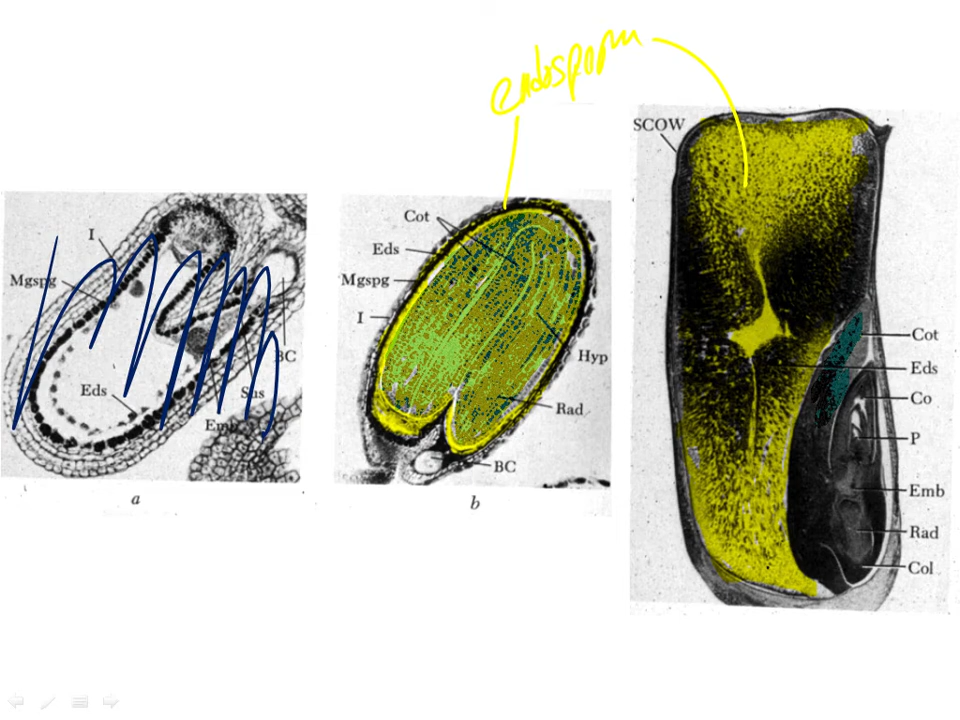 endosperm
SCOW
I
Mgspg
Eds
BC
Sus
Emb
a
Cot
Eds
Mgspg
I
Hyp
Rad
BC
b
Cot
Eds
Co
P
Emb
Rad
Col